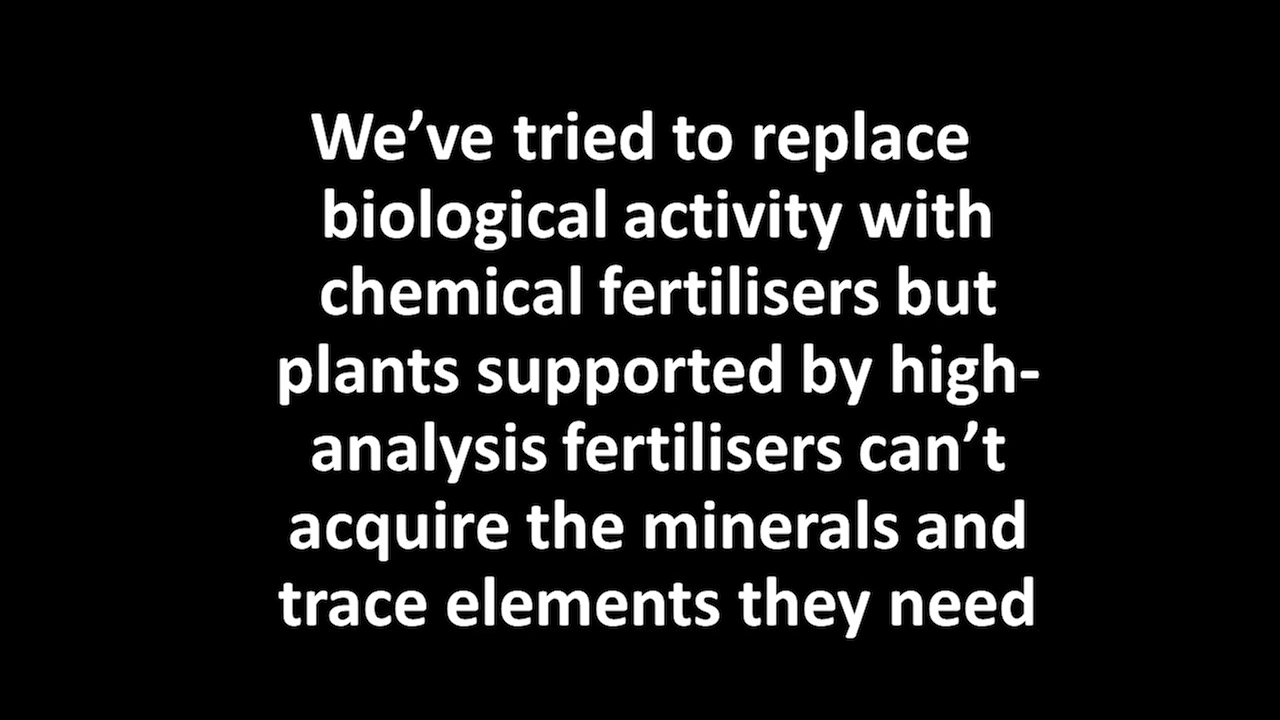 We’ve tried to replace
biological activity with
chemical fertilisers but
plants supported by high-
analysis fertilisers can’t
acquire the minerals and
trace elements they need